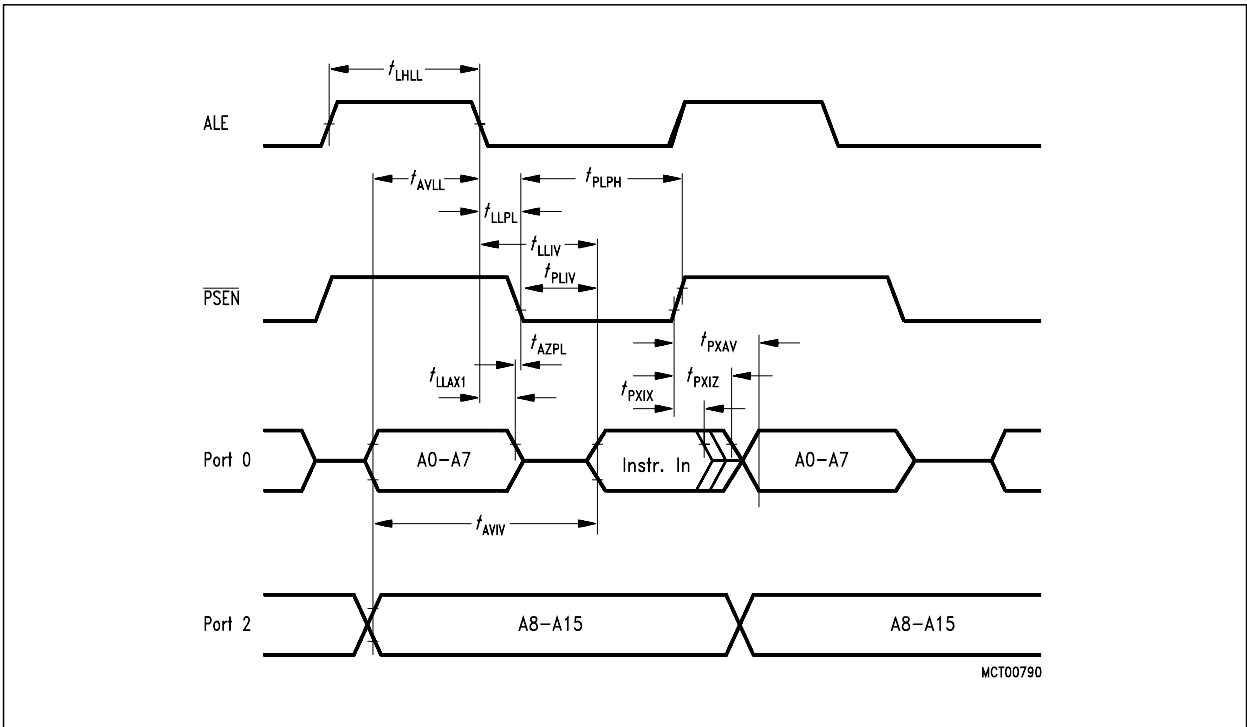 tLHLL
ALE
tAVLL
tPLPH
tLLPL
tLLIV
tPLIV
PSEN
tPXAV
tAZPL
tLLAX1
tPXIZ
tPXIX
Port 0
A0-A7
Instr. In
A0-A7
tAVIV
Port 2
A8-A15
A8-A15
MCT00790